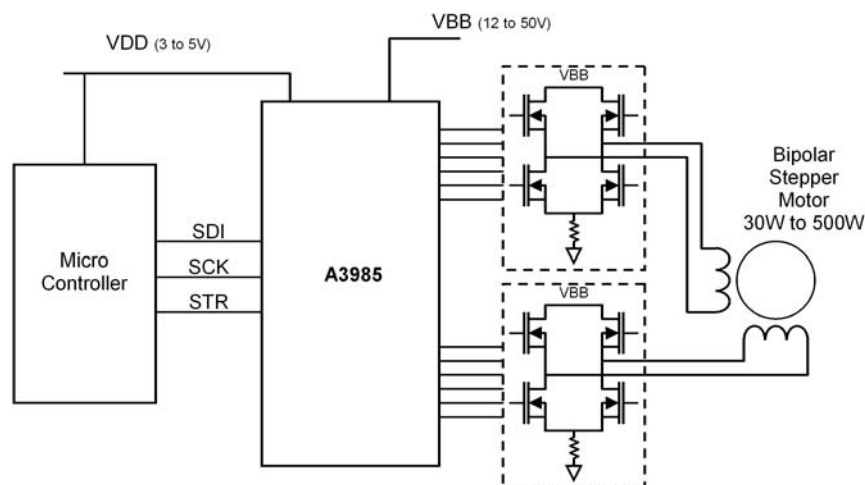 VDD (3 to 5V)
VBB (12 to 50V)
VBB
Bipolar
Stepper
Motor
30W to 500W
Micro
Controller
SDI
SCK
STR
A3985
VBB